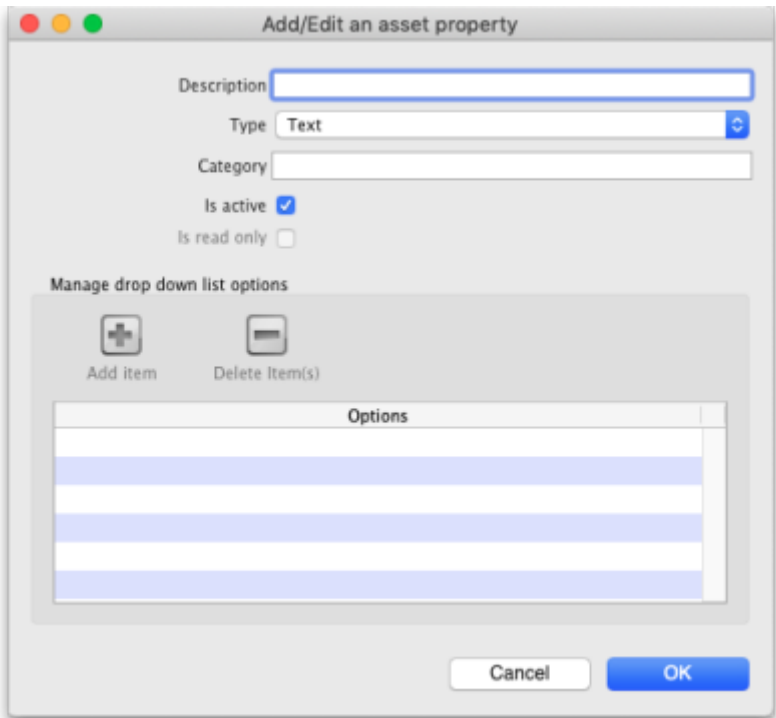 Add/Edit an asset property
Description
Type Text
Category
Is active
Is read only
Manage drop down list options
Add item Delete Item(s)
Options
Cancel OK